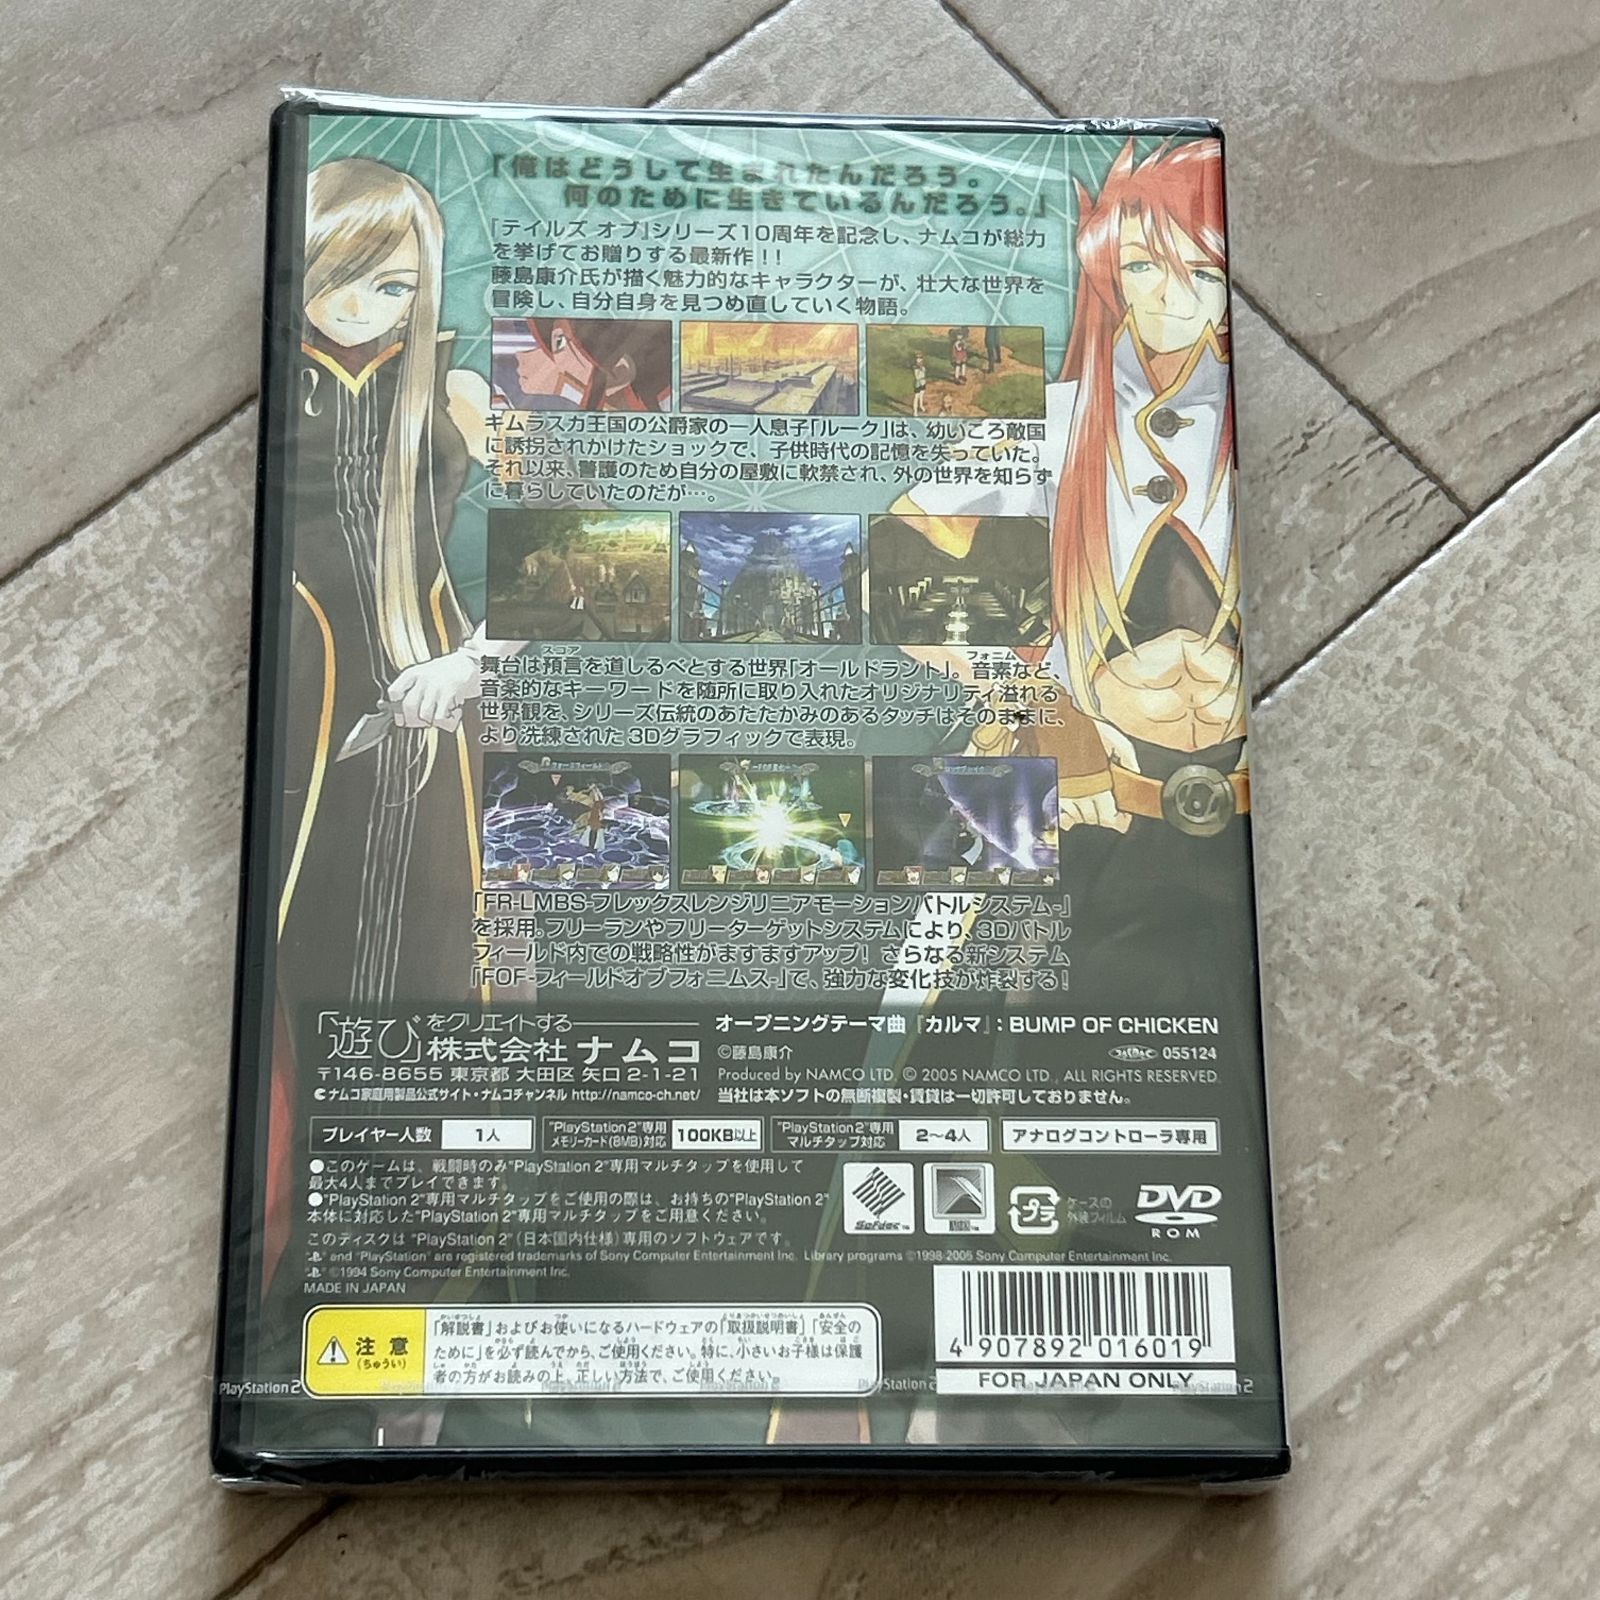 「俺はどうして生まれたんだろう。
何のために生きているんだろう。」
『テイルズ オブ』シリーズ10周年を記念し、ナムコが総力
を挙げてお贈りする最新作!!
藤島康介氏が描く魅力的なキャラクターが、壮大な世界を
冒険し、自分自身を見つめ直していく物語。
キムラスカ王国の公爵家の一人息子「ルーク」は、幼いころ敵国
に誘拐されかけたショックで、子供時代の記憶を失っていた。
それ以来、警護のため自分の屋敷に軟禁され、外の世界を知らず
に暮らしていたのだが…。
スコア フォニム
舞台は預言を道しるべとする世界「オールドラント」。音素など、
音楽的なキーワードを随所に取り入れたオリジナリティ溢れる
世界観を、シリーズ伝統のあたたかみのあるタッチはそのままに、
より洗練された3Dグラフィックで表現。
「FR-LMBS-フレックスレンジリニアモーションバトルシステム-」
を採用。フリーランやフリーターゲットシステムにより、3Dバトル
フィールド内での戦略性がますますアップ! さらなる新システム
「FOF-フィールドオブフォニムス-」で、強力な変化技が炸裂する!
「遊び」をクリエイトする
株式会社ナムコ
〒146-8655 東京都 大田区 矢口 2-1-21
ナムコ家庭用製品公式サイト・ナムコチャンネル http://namco-ch.net/
オープニングテーマ曲 『カルマ』: BUMP OF CHICKEN
©藤島康介
JASRAC 055124
Produced by NAMCO LTD. © 2005 NAMCO LTD., ALL RIGHTS RESERVED.
当社は本ソフトの無断複製・賃貸は一切許可しておりません。
プレイヤー人数 1人
"PlayStation 2"専用
メモリーカード(8MB)対応 100KB以上
"PlayStation 2"専用
マルチタップ対応 2〜4人
アナログコントローラ専用
●このゲームは、戦闘時のみ"PlayStation 2"専用マルチタップを使用して
最大4人までプレイできます。
●"PlayStation 2"専用マルチタップをご使用の際は、お持ちの"PlayStation 2"
本体に対応した"PlayStation 2"専用マルチタップをご用意ください。
このディスクは "PlayStation 2" (日本国内仕様) 専用のソフトウェアです。
and "PlayStation" are registered trademarks of Sony Computer Entertainment Inc. Library programs ©1998-2005 Sony Computer Entertainment Inc.
©1994 Sony Computer Entertainment Inc.
MADE IN JAPAN
Sofdec
プラ
ケースの
外装フィルム
DVD
ROM
注意
(ちゅうい)
「解説書」およびお使いになるハードウェアの「取扱説明書」「安全の
ために」を必ず読んでから、ご使用ください。特に、小さいお子様は保護
者の方がお読みの上、正しい方法で、ご使用ください。
4 907892 016019
FOR JAPAN ONLY
PlayStation 2